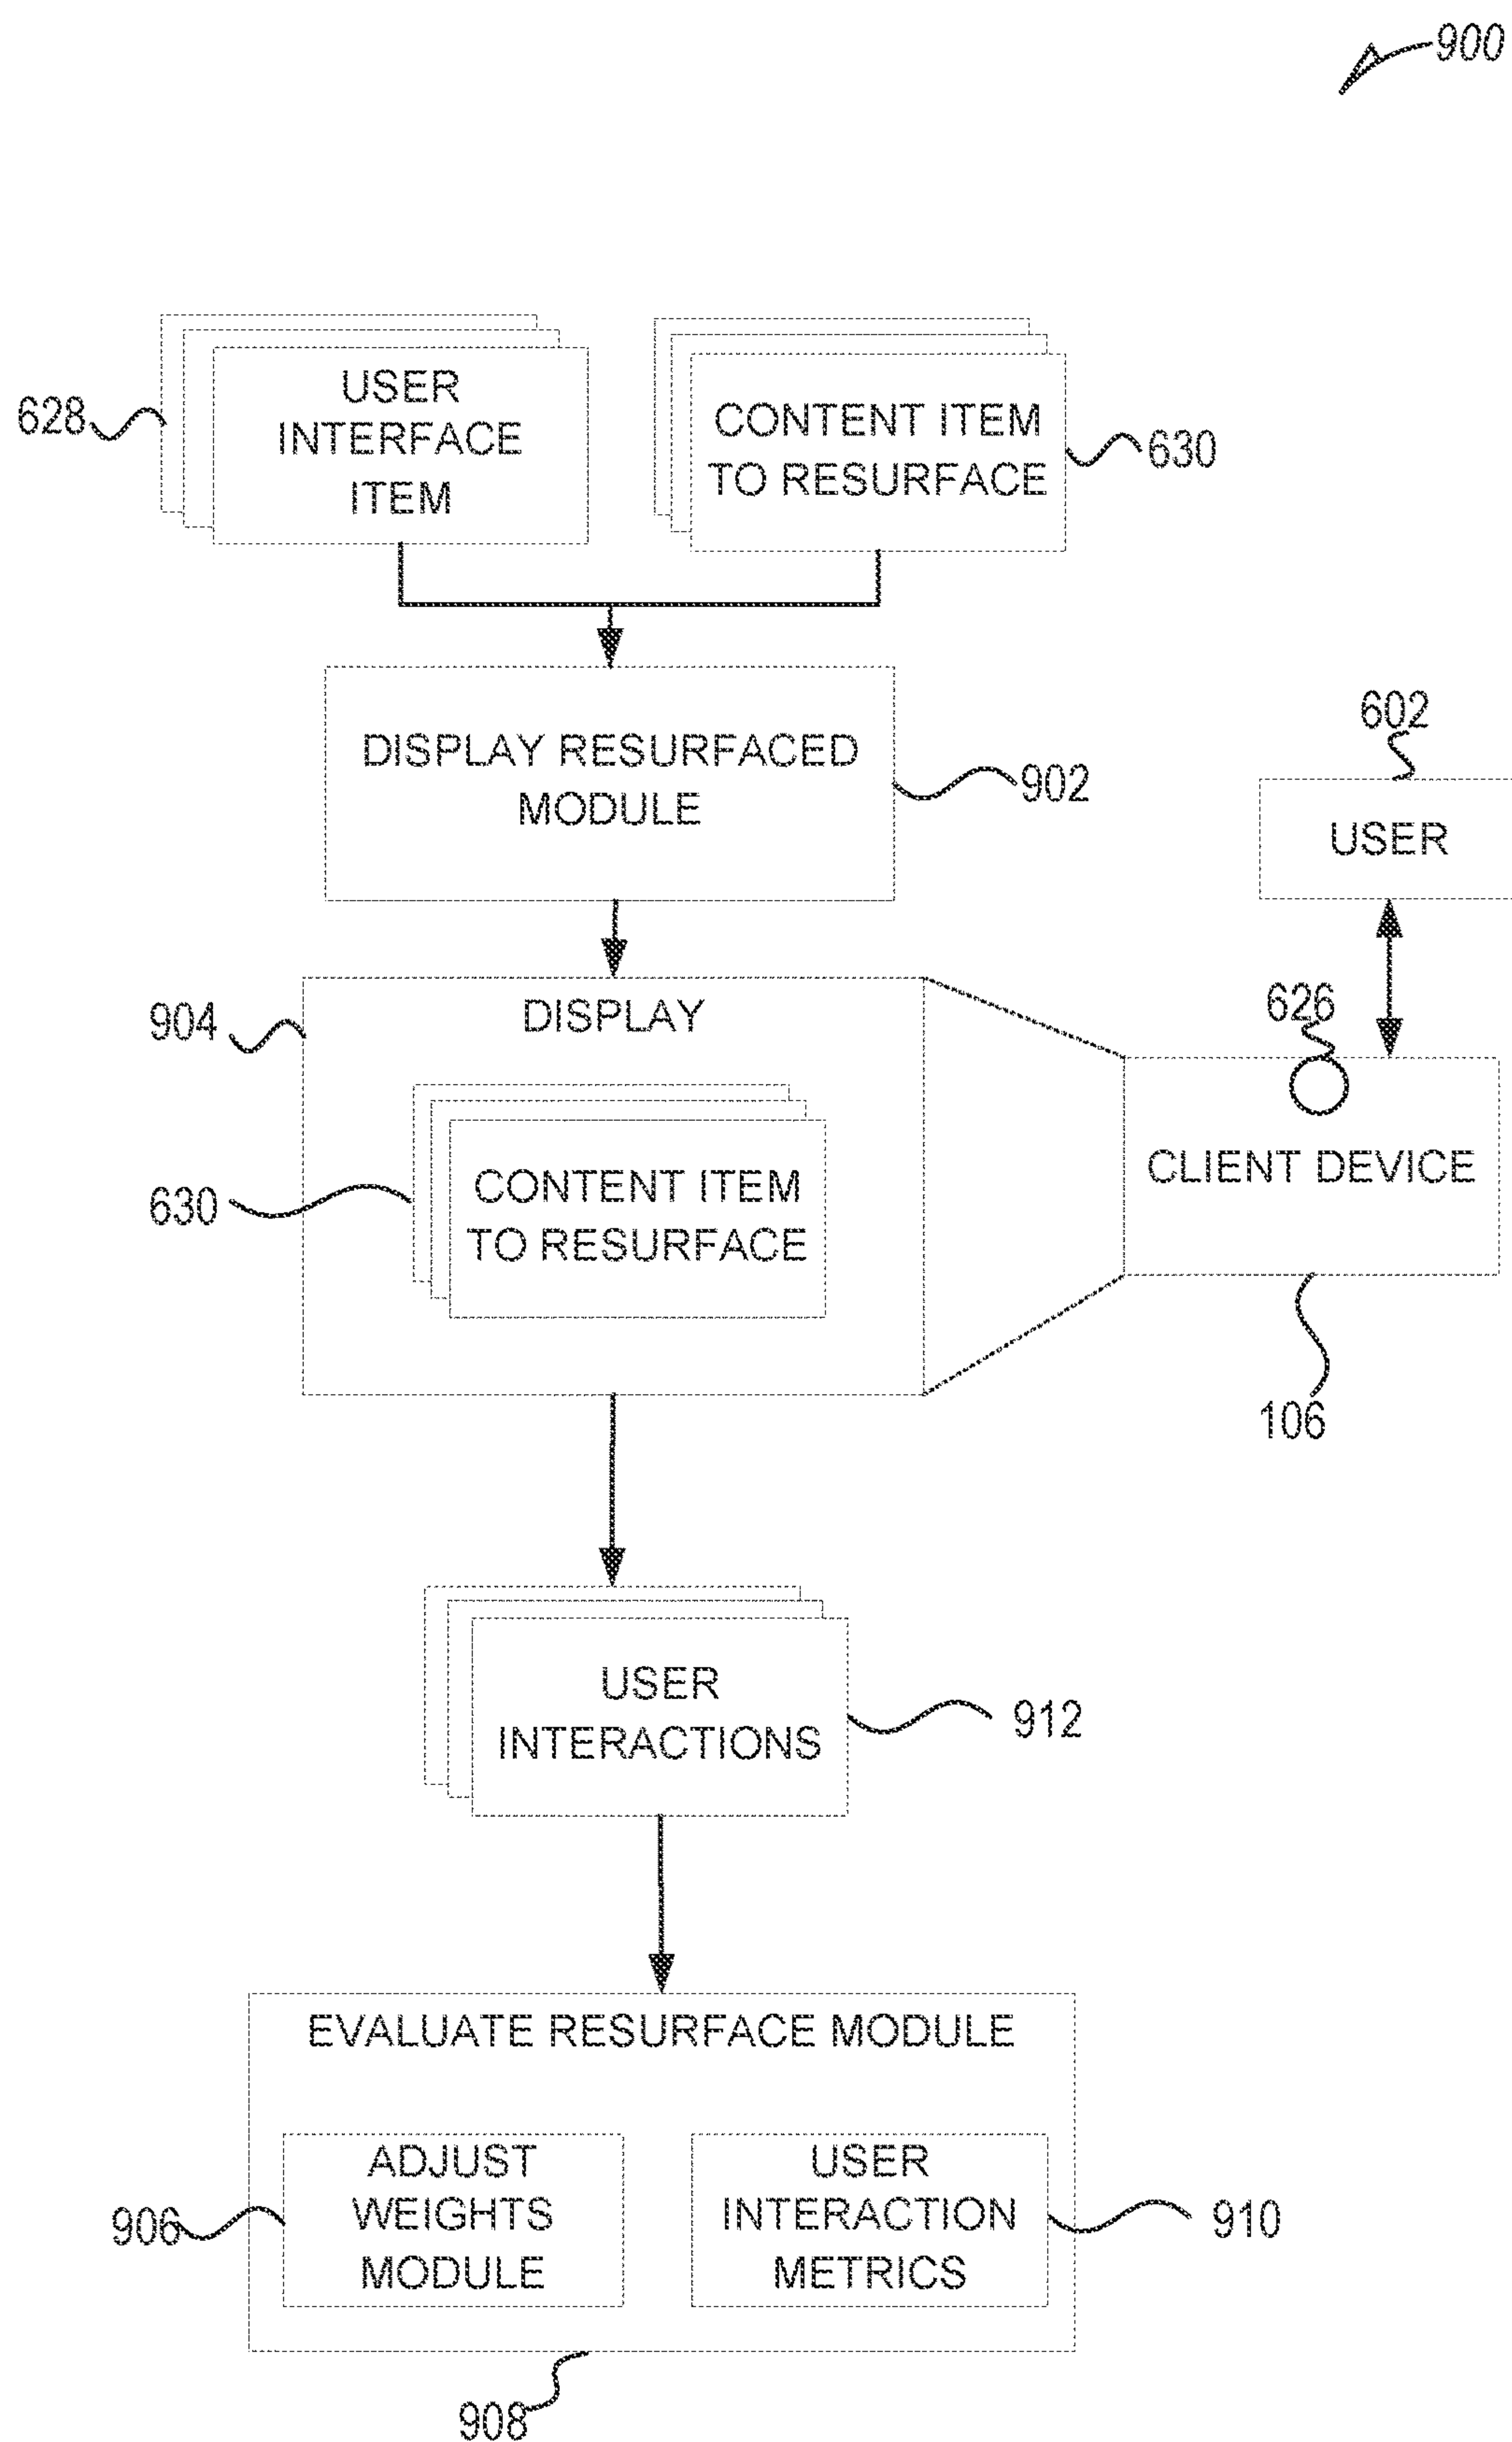 900
USER
INTERFACE
ITEM
628
CONTENT ITEM
TO RESURFACE
630
DISPLAY RESURFACED
MODULE
902
602
USER
904
DISPLAY
626
CLIENT DEVICE
630
CONTENT ITEM
TO RESURFACE
106
USER
INTERACTIONS
912
EVALUATE RESURFACE MODULE
906
ADJUST
WEIGHTS
MODULE
USER
INTERACTION
METRICS
910
908